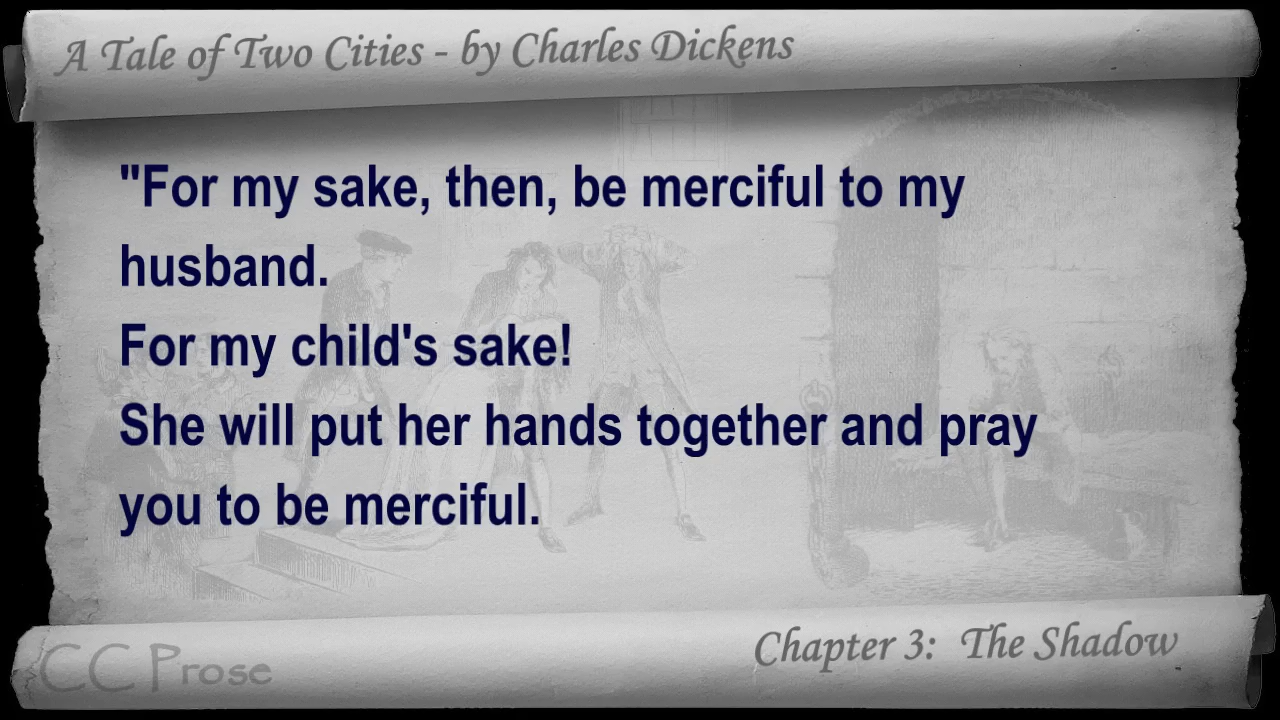 A Tale of Two Cities - by Charles Dickens
"For my sake, then, be merciful to my
husband.
For my child's sake!
She will put her hands together and pray
you to be merciful.
Chapter 3: The Shadow
CC Prose